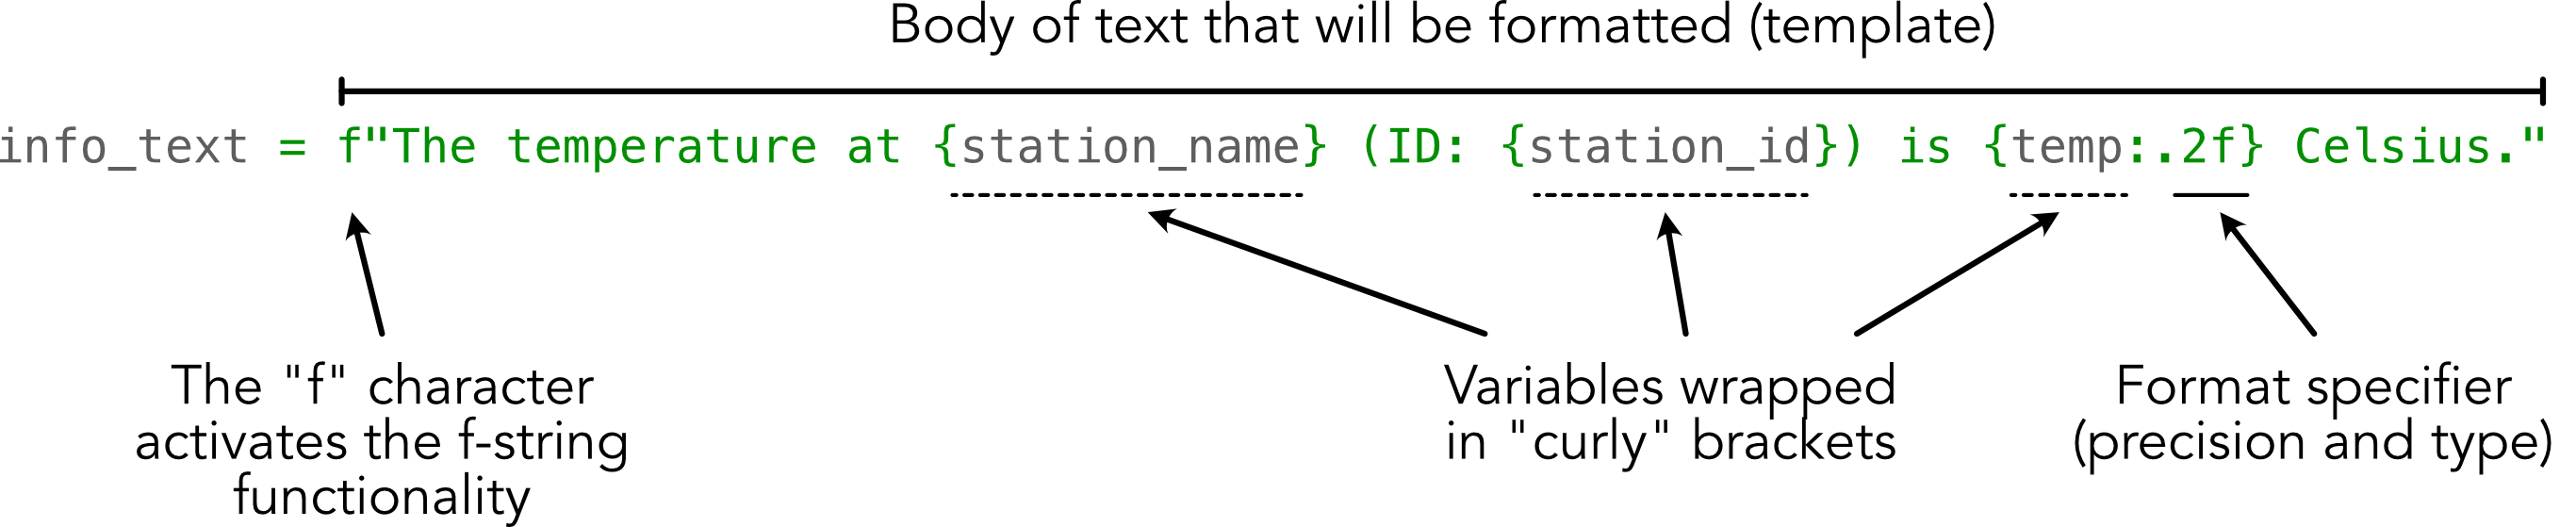 Body of text that will be formatted (template)
info_text = f"The temperature at {station_name} (ID: {station_id}) is {temp:.2f} Celsius."
The "f" character
activates the f-string
functionality
Variables wrapped
in "curly" brackets
Format specifier
(precision and type)